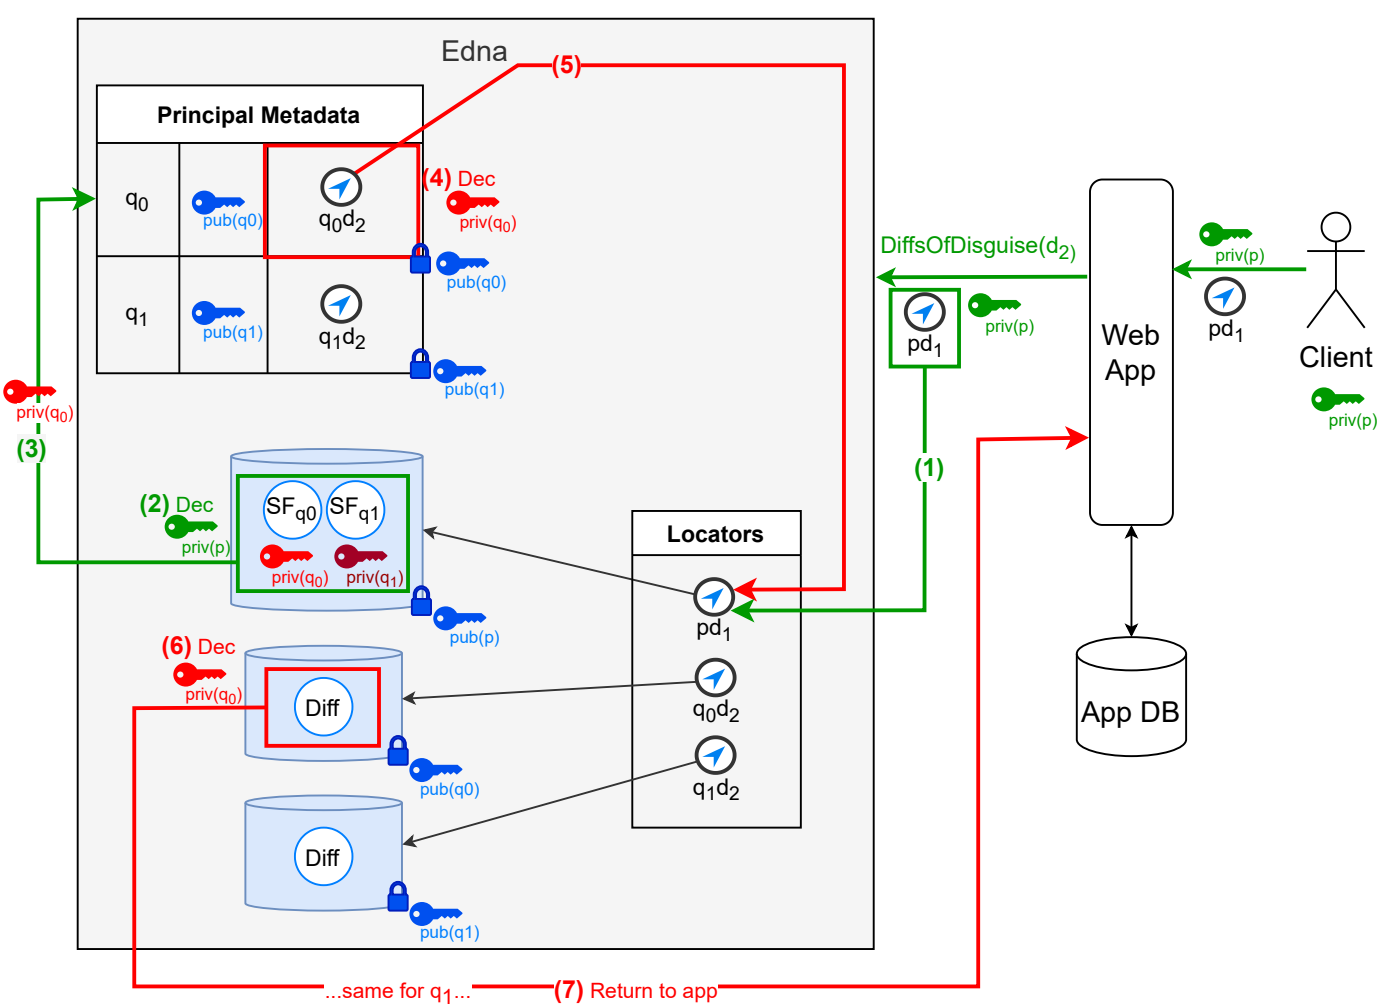 Edna
(5)
Principal Metadata
q0
pub(q0)
q0d2
(4) Dec
priv(q0)
pub(q0)
q1
pub(q1)
q1d2
pub(q1)
priv(q0)
(3)
(2) Dec
priv(p)
SFq0
SFq1
priv(q0)
priv(q1)
pub(p)
(6) Dec
priv(q0)
Diff
pub(q0)
Diff
pub(q1)
Locators
pd1
q0d2
q1d2
DiffsOfDisguise(d2)
pd1
priv(p)
(1)
Web
App
priv(p)
pd1
Client
priv(p)
App DB
...same for q1...
(7) Return to app